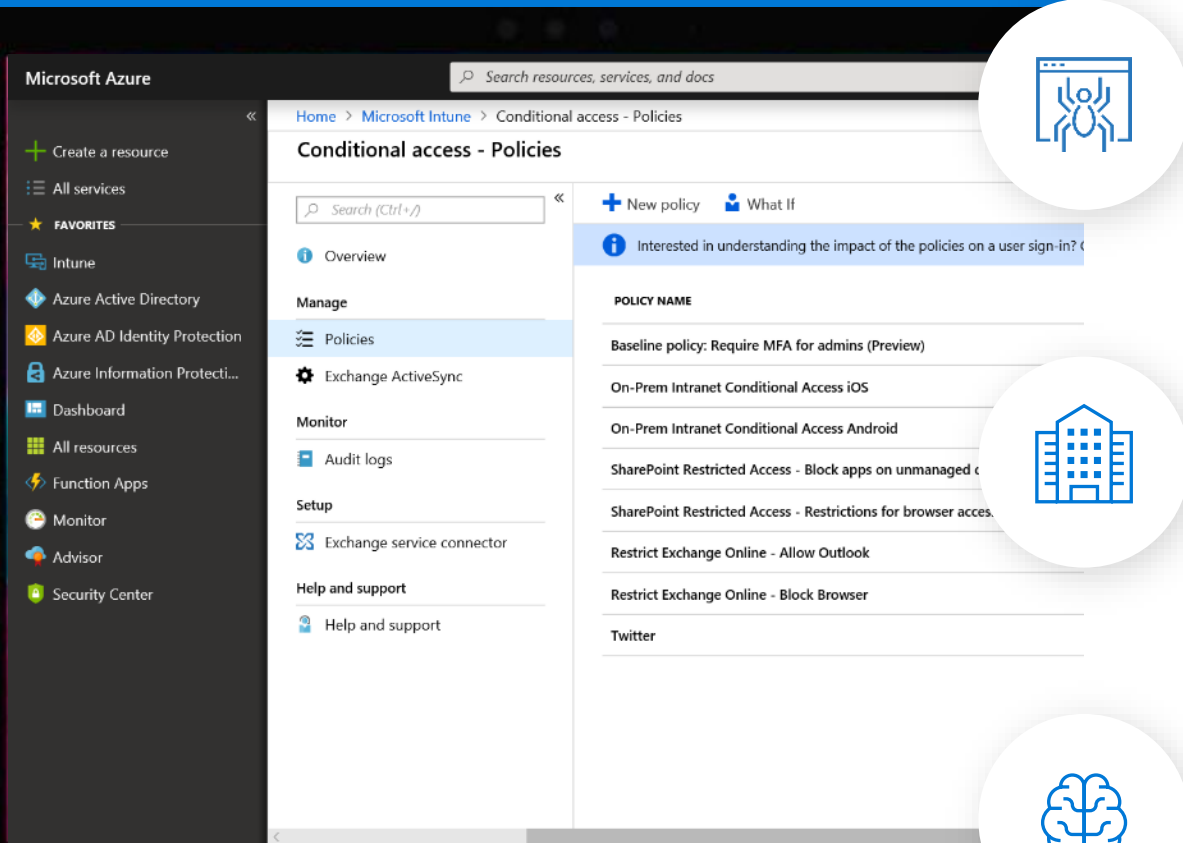 Microsoft Azure
Search resources, services, and docs
«
Home > Microsoft Intune > Conditional access - Policies
Conditional access - Policies
Create a resource
All services
FAVORITES
Intune
Azure Active Directory
Azure AD Identity Protection
Azure Information Protecti...
Dashboard
All resources
Function Apps
Monitor
Advisor
Security Center
Search (Ctrl+/)
«
Overview
Manage
Policies
Exchange ActiveSync
Monitor
Audit logs
Setup
Exchange service connector
Help and support
Help and support
New policy What If
Interested in understanding the impact of the policies on a user sign-in?
POLICY NAME
Baseline policy: Require MFA for admins (Preview)
On-Prem Intranet Conditional Access iOS
On-Prem Intranet Conditional Access Android
SharePoint Restricted Access - Block apps on unmanaged
SharePoint Restricted Access - Restrictions for browser
Restrict Exchange Online - Allow Outlook
Restrict Exchange Online - Block Browser
Twitter